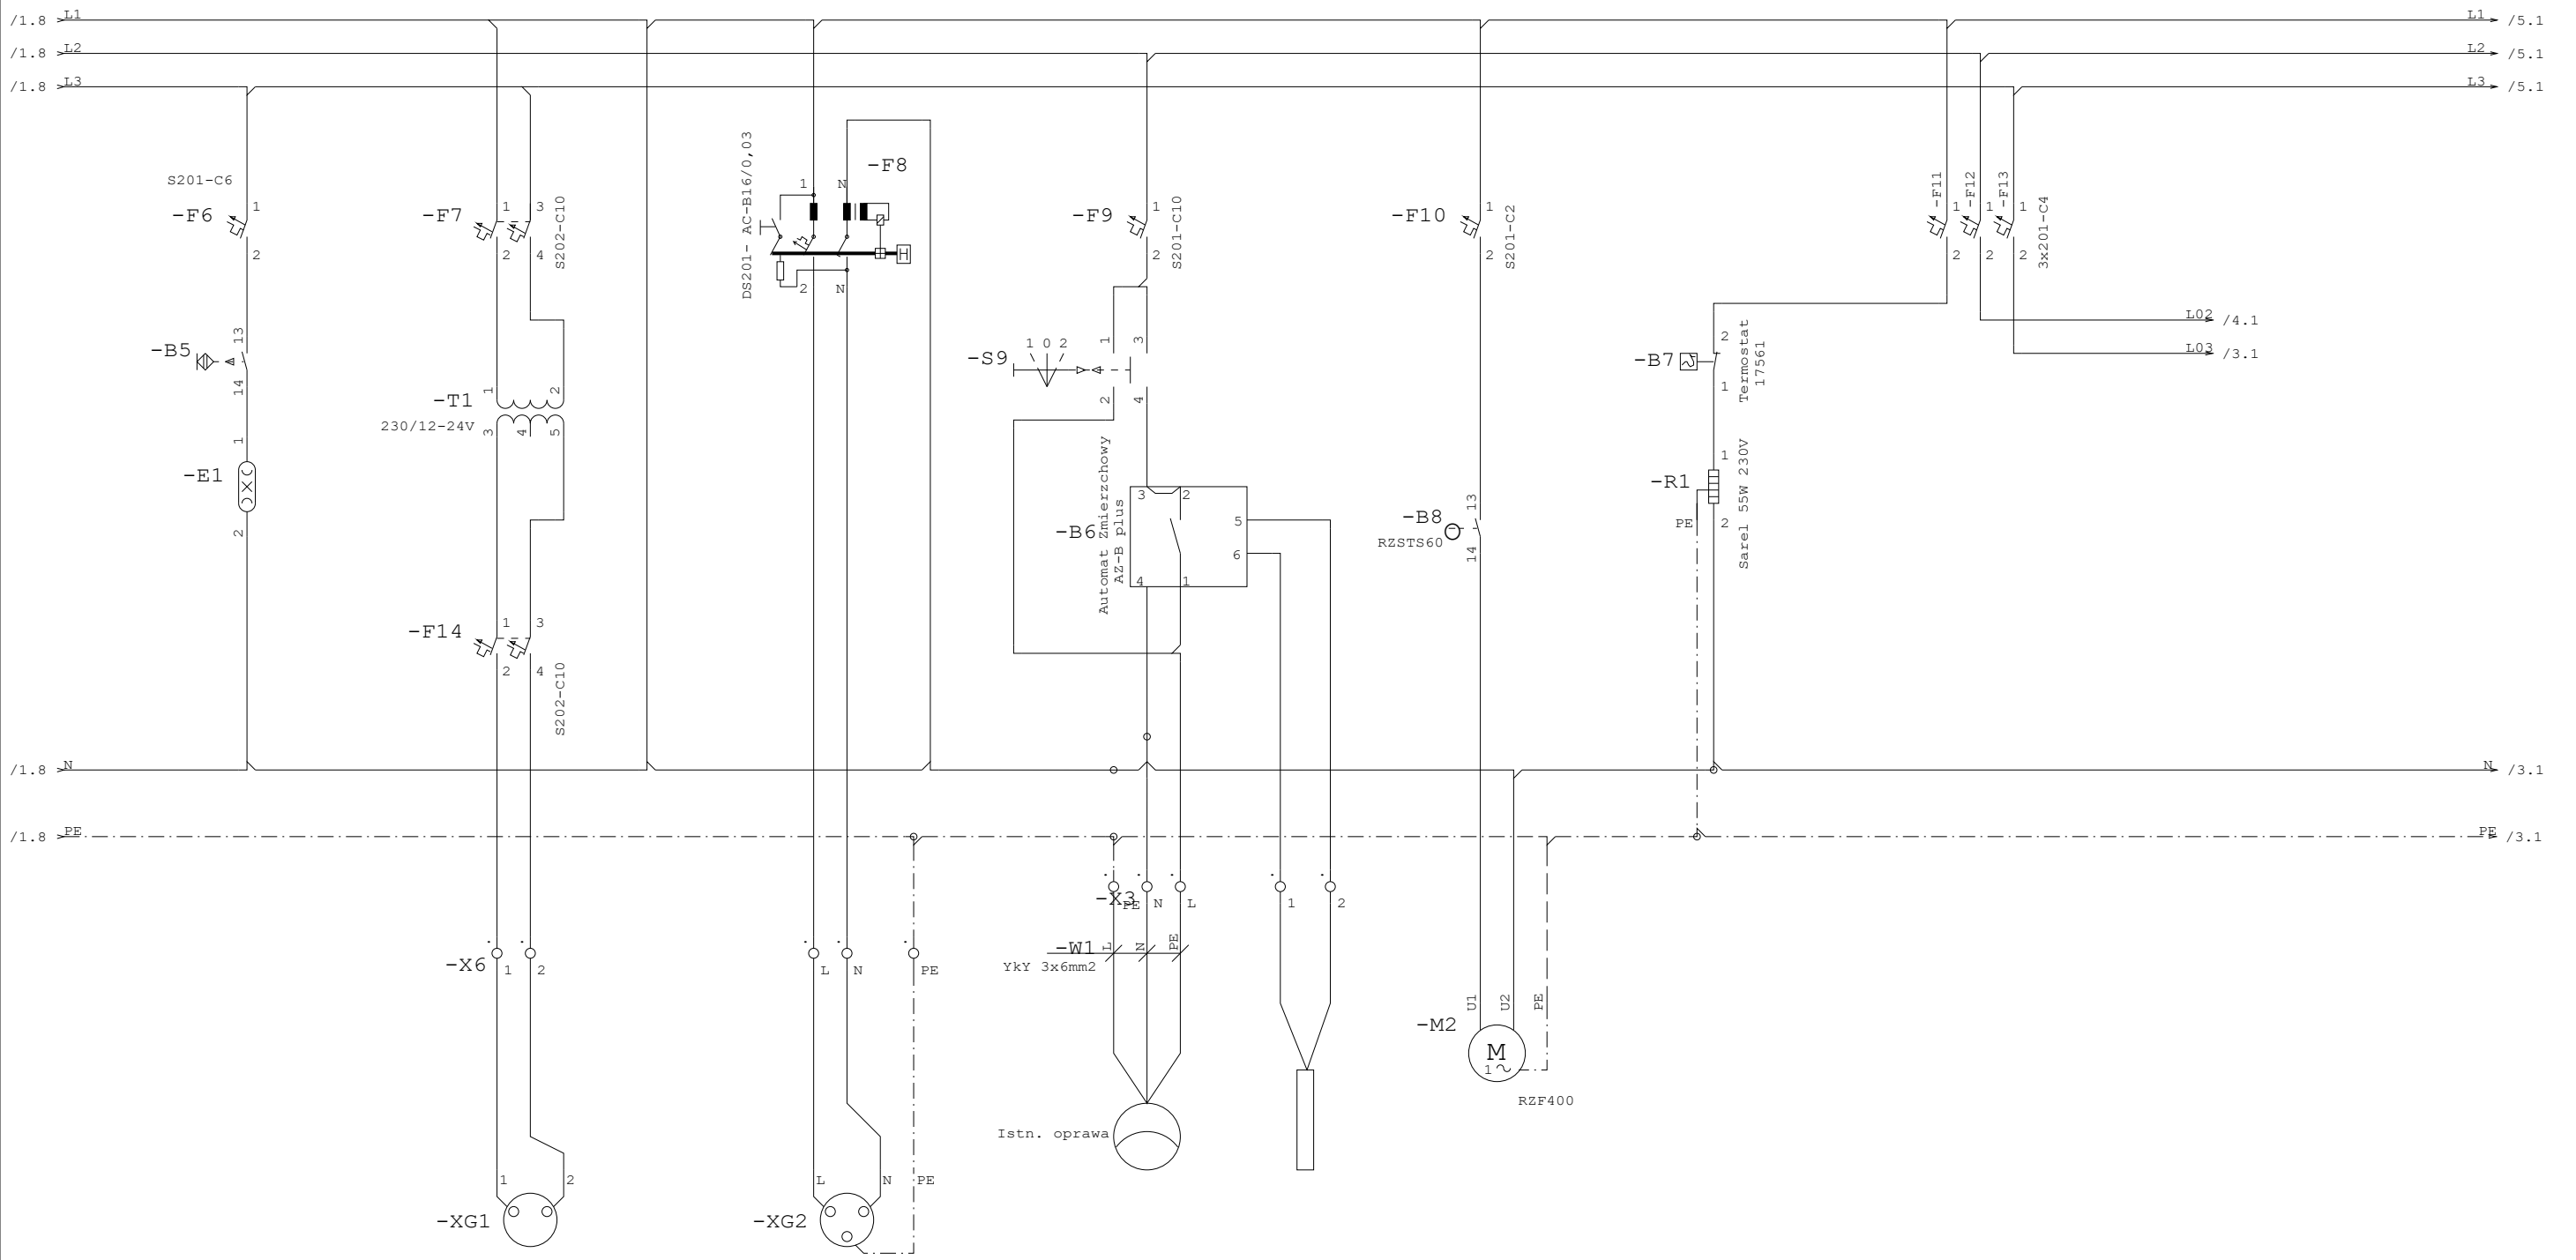 /1.8 L1 L1 /5.1
/1.8 L2 L2 /5.1
/1.8 L3 L3 /5.1
S201-C6
-F6 1 2
-B5 13 14
-E1 1 2
-F7 1 3 2 4
S202-C10
-T1 1 2
230/12-24V 3 4 5
-F14 1 3 2 4
S202-C10
DS201- AC-B16/0,03
-F8
1 N
2 N
-F9 1 2
S201-C10
-S9 1 0 2
1 3
2 4
Automat Zmierzchowy
AZ-B plus
-B6 3 2 5 6 4 1
-F10 1 2
S201-C2
-B8 13 14
RZSTS60
-F11 -F12 -F13
1 1 1
2 2 2
3x201-C4
L02 /4.1
L03 /3.1
-B7 2 1
Termostat
17561
-R1 1 2 PE
Sarel 55W 230V
/1.8 N N /3.1
/1.8 PE PE /3.1
-X3 PE N L 1 2
-W1 L N PE
YkY 3x6mm2
-X6 1 2 L N PE
U1 U2 PE
-M2 M
1
RZF400
Istn. oprawa
1 2 L N PE
-XG1 -XG2